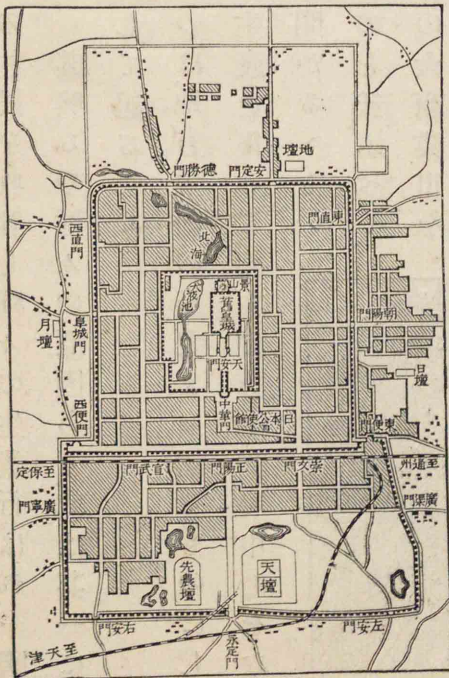 地壇
安定門
德勝門
東直門
西直門
北海
景山
太液池
舊皇城
朝陽門
阜城門
月壇
日壇
天安門
中華門
日本公使館
東便門
西便門
至通州
崇文門
正陽門
宣武門
至保定
廣渠門
廣寧門
天壇
先農壇
左安門
永定門
右安門
至天津